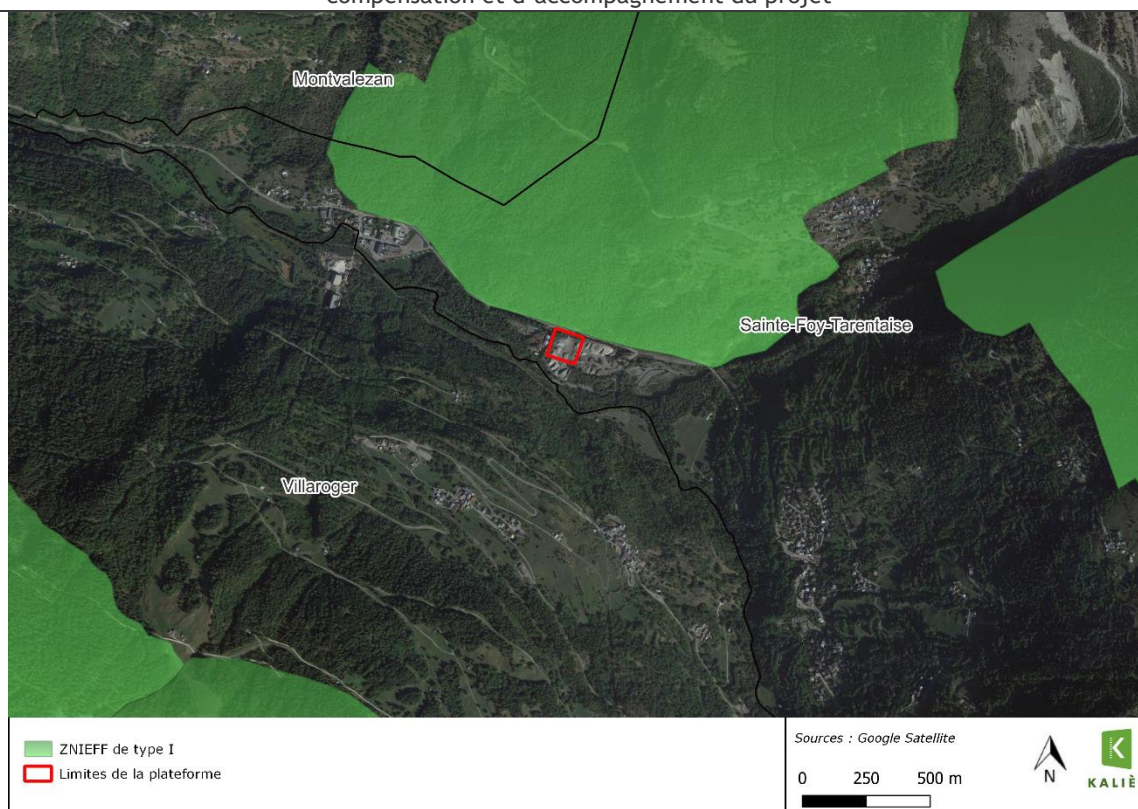 compensation et d'accompagnement du projet
Montvalezan
Sainte-Foy-Tarentaise
Villaroger
ZNIEFF de type I
Limites de la plateforme
Sources : Google Satellite
0 250 500 m
N
K
KALIÈ